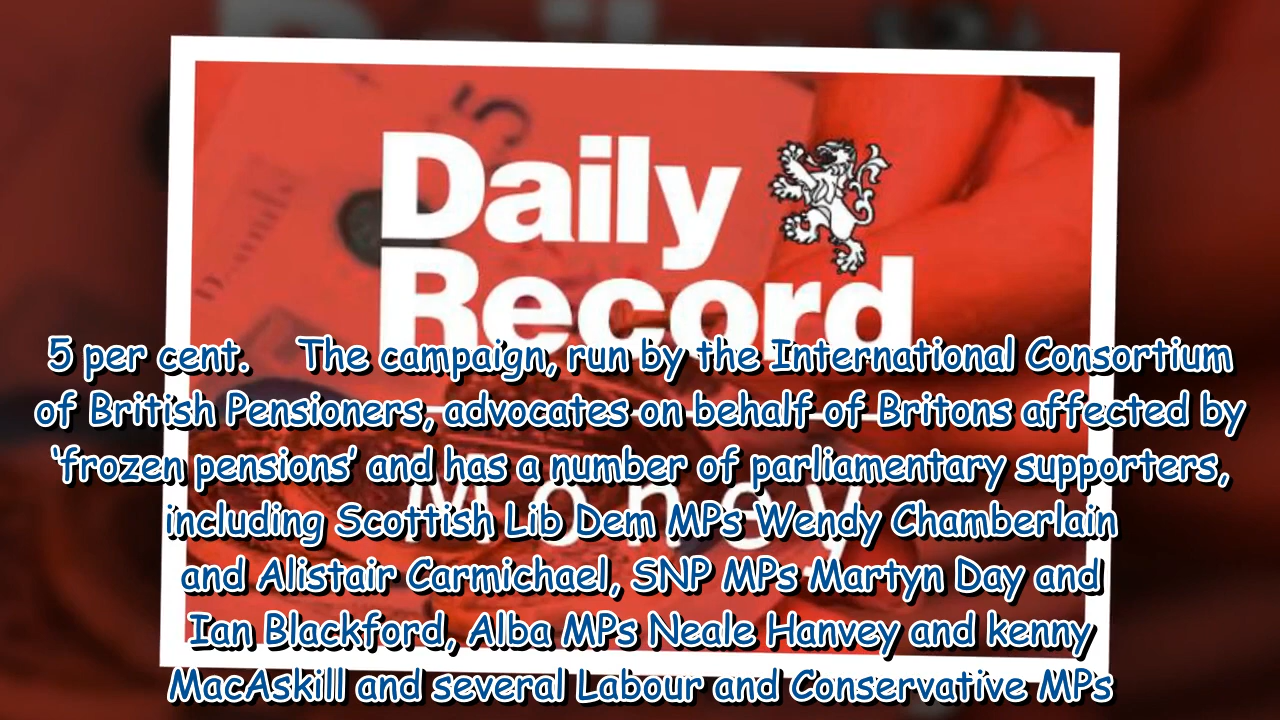 Daily
Record
Money
5 per cent. The campaign, run by the International Consortium
of British Pensioners, advocates on behalf of Britons affected by
‘frozen pensions’ and has a number of parliamentary supporters,
including Scottish Lib Dem MPs Wendy Chamberlain
and Alistair Carmichael, SNP MPs Martyn Day and
Ian Blackford, Alba MPs Neale Hanvey and kenny
MacAskill and several Labour and Conservative MPs